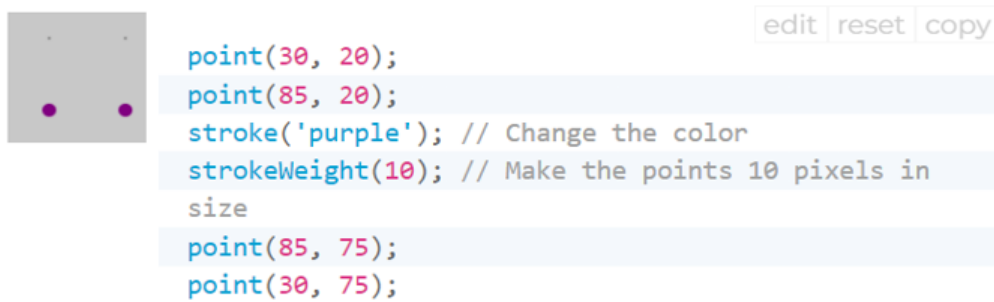 edit reset copy
point(30, 20);
point(85, 20);
stroke('purple'); // Change the color
strokeWeight(10); // Make the points 10 pixels in
size
point(85, 75);
point(30, 75);